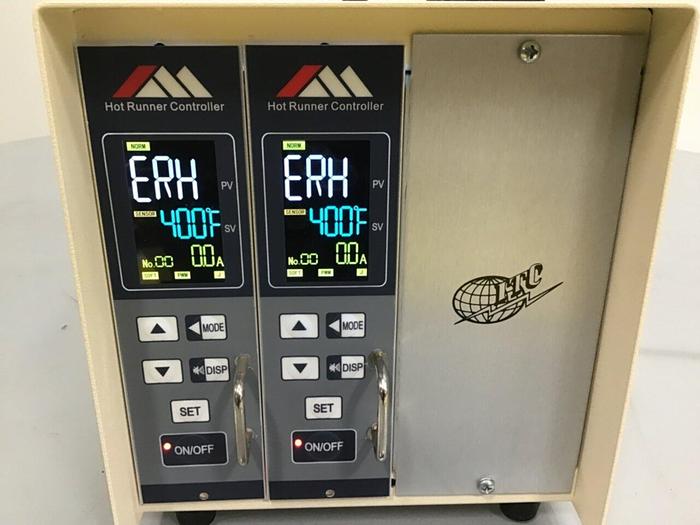 Hot Runner Controller
NORM
ERH
PV
SENSOR
400°F
SV
No.00
0.0A
SOFT PWM J
MODE
DISP
SET
ON/OFF
Hot Runner Controller
NORM
ERH
PV
SENSOR
400°F
SV
No.00
0.0A
SOFT PWM J
MODE
DISP
SET
ON/OFF
ITC